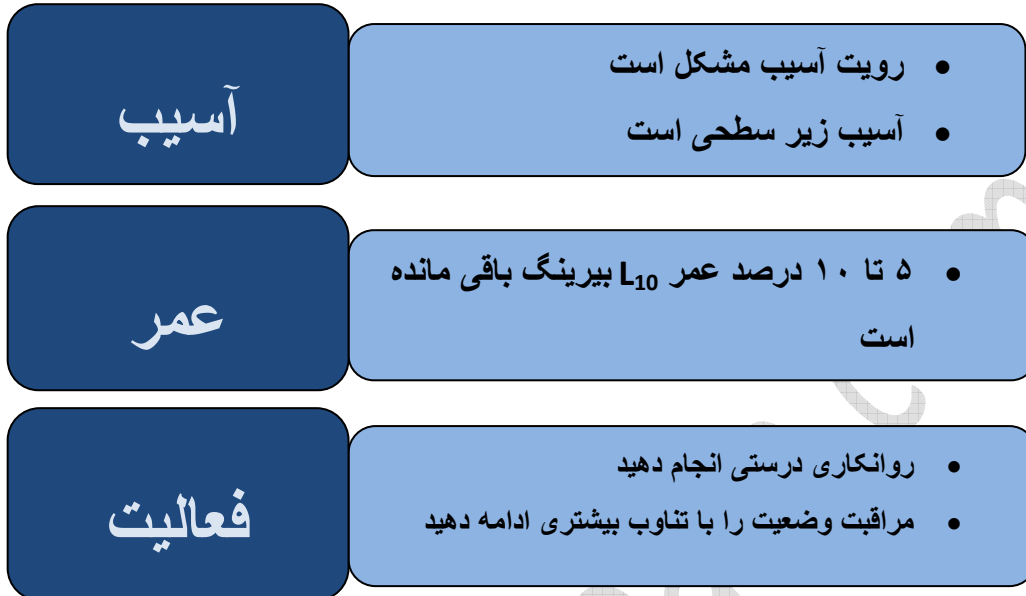 آسیب
• رویت آسیب مشکل است
• آسیب زیر سطحی است
عمر
• ۵ تا ۱۰ درصد عمر L10 بیرینگ باقی مانده
است
فعالیت
• روانکاری درستی انجام دهید
• مراقبت وضعیت را با تناوب بیشتری ادامه دهید